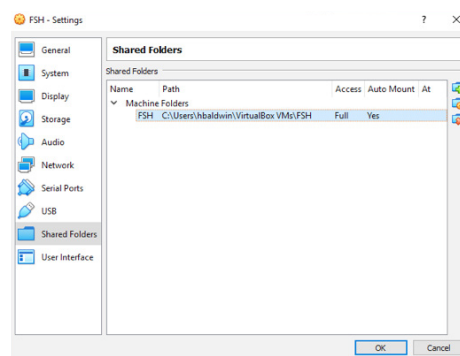 FSH - Settings ? ×
General
System
Display
Storage
Audio
Network
Serial Ports
USB
Shared Folders
User Interface
Shared Folders
Shared Folders
Name Path Access Auto Mount At
Machine Folders
FSH C:\Users\hbaldwin\VirtualBox VMs\FSH Full Yes
OK Cancel